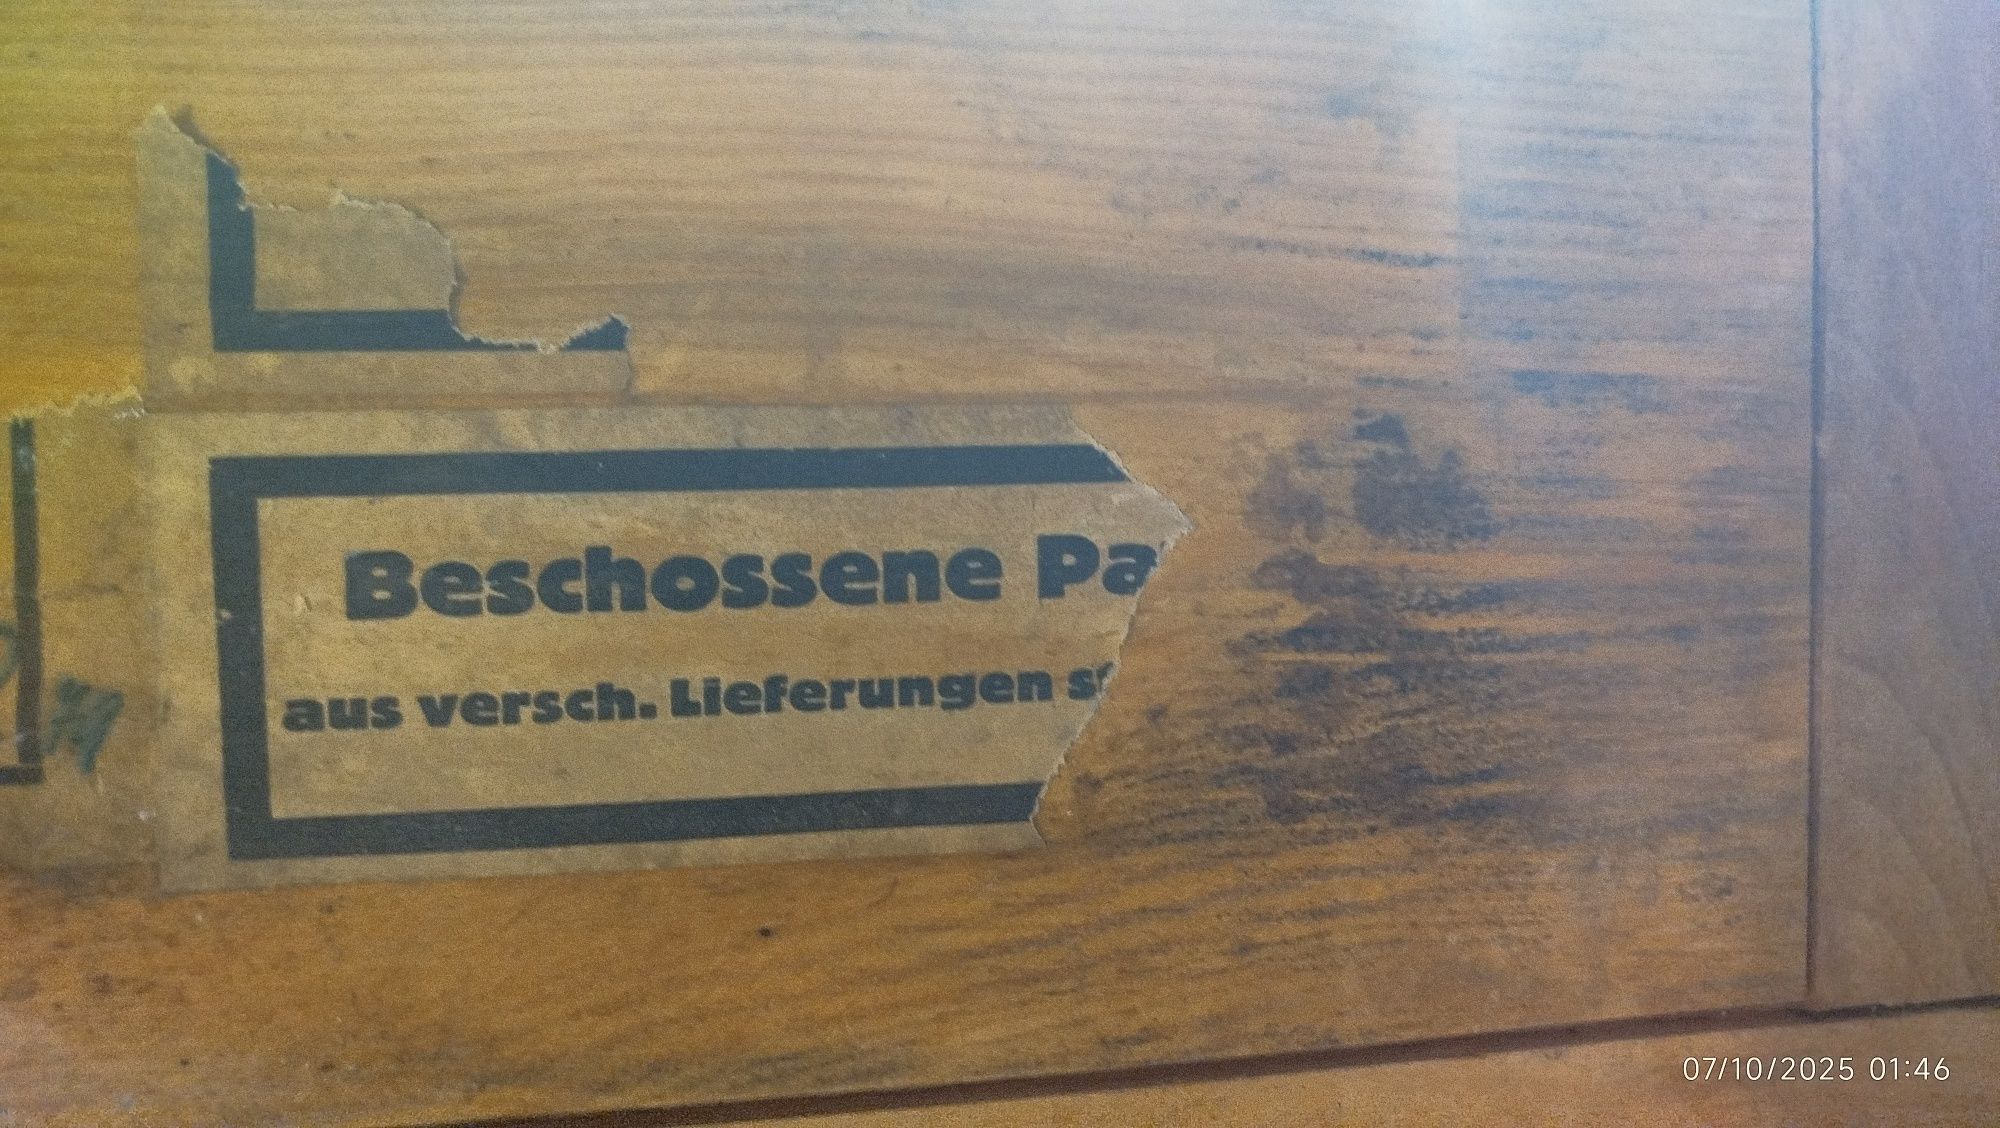 Beschossene Pa
aus versch. Lieferungen s
07/10/2025 01:46